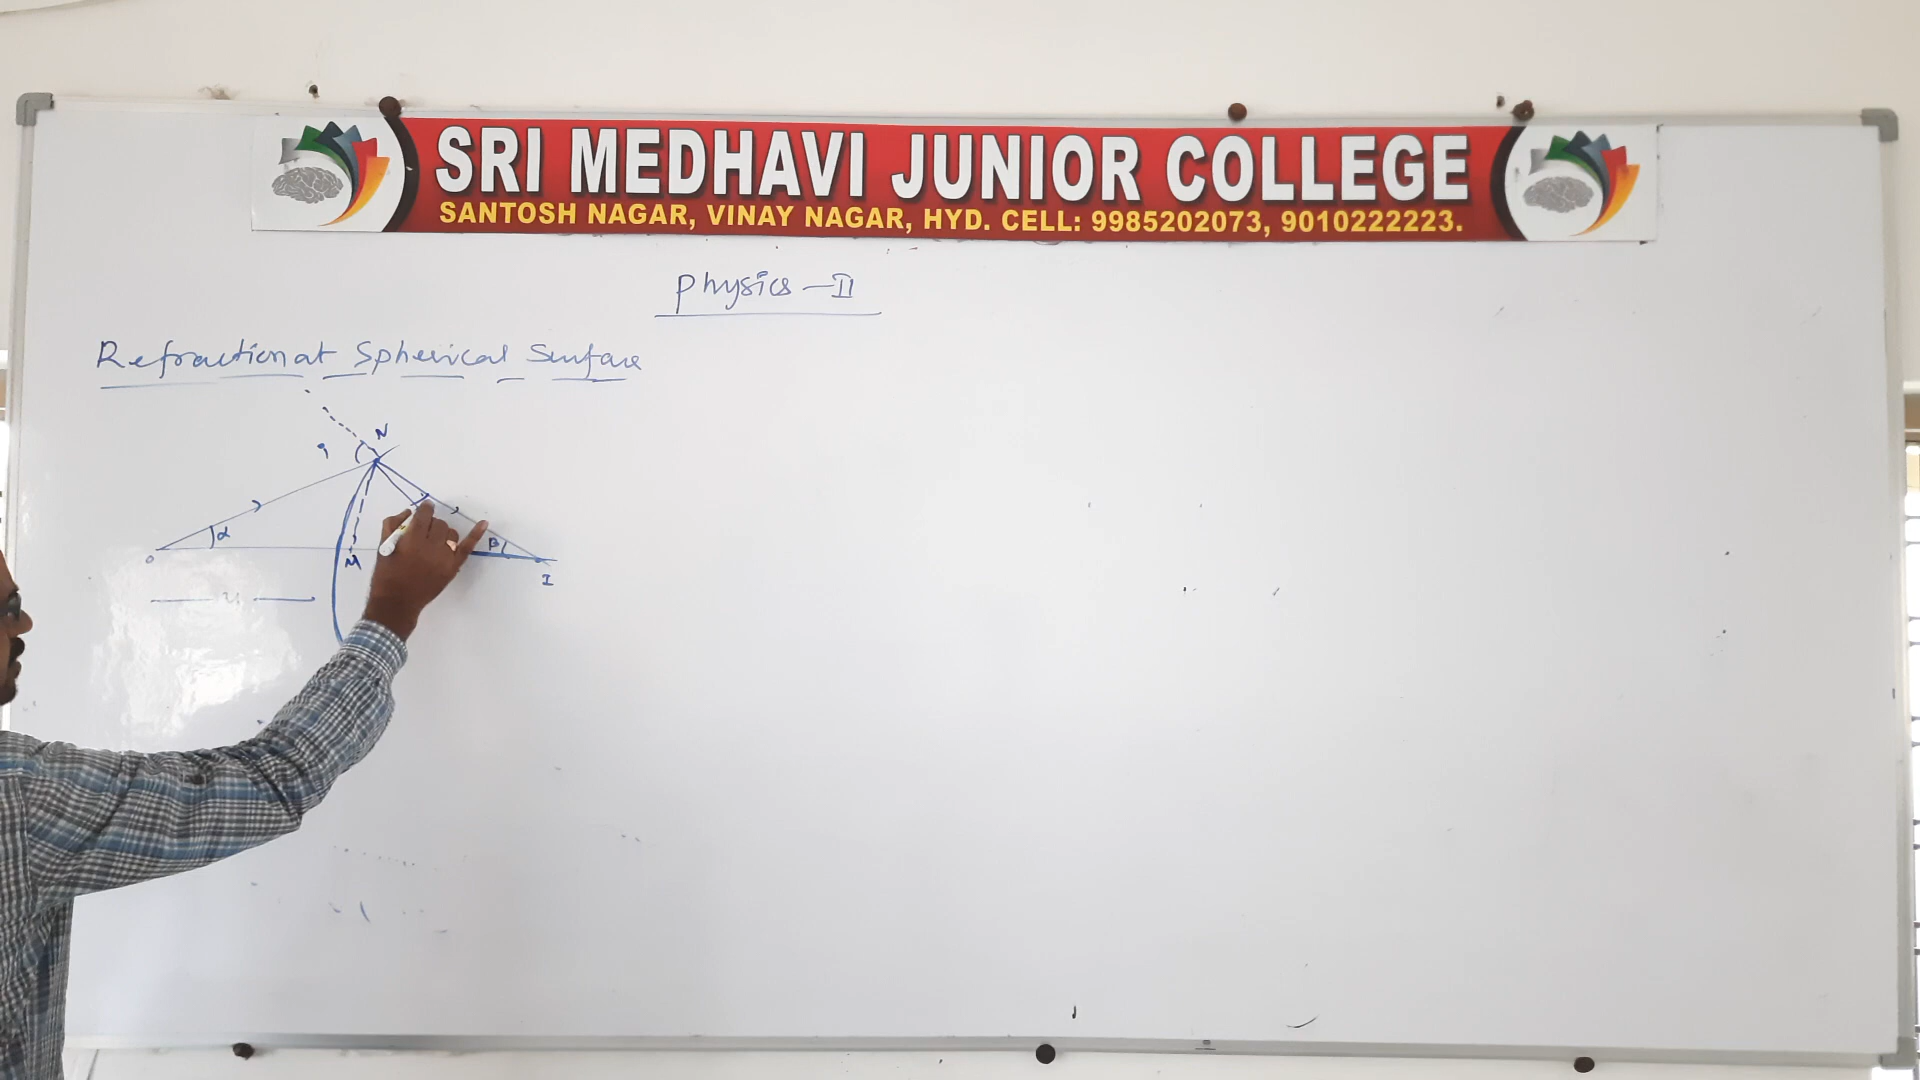 SRI MEDHAVI JUNIOR COLLEGE
SANTOSH NAGAR, VINAY NAGAR, HYD. CELL: 9985202073, 9010222223.
Physics - II
Refraction at Spherical Surface
N
i
α
β
O
M
I
u